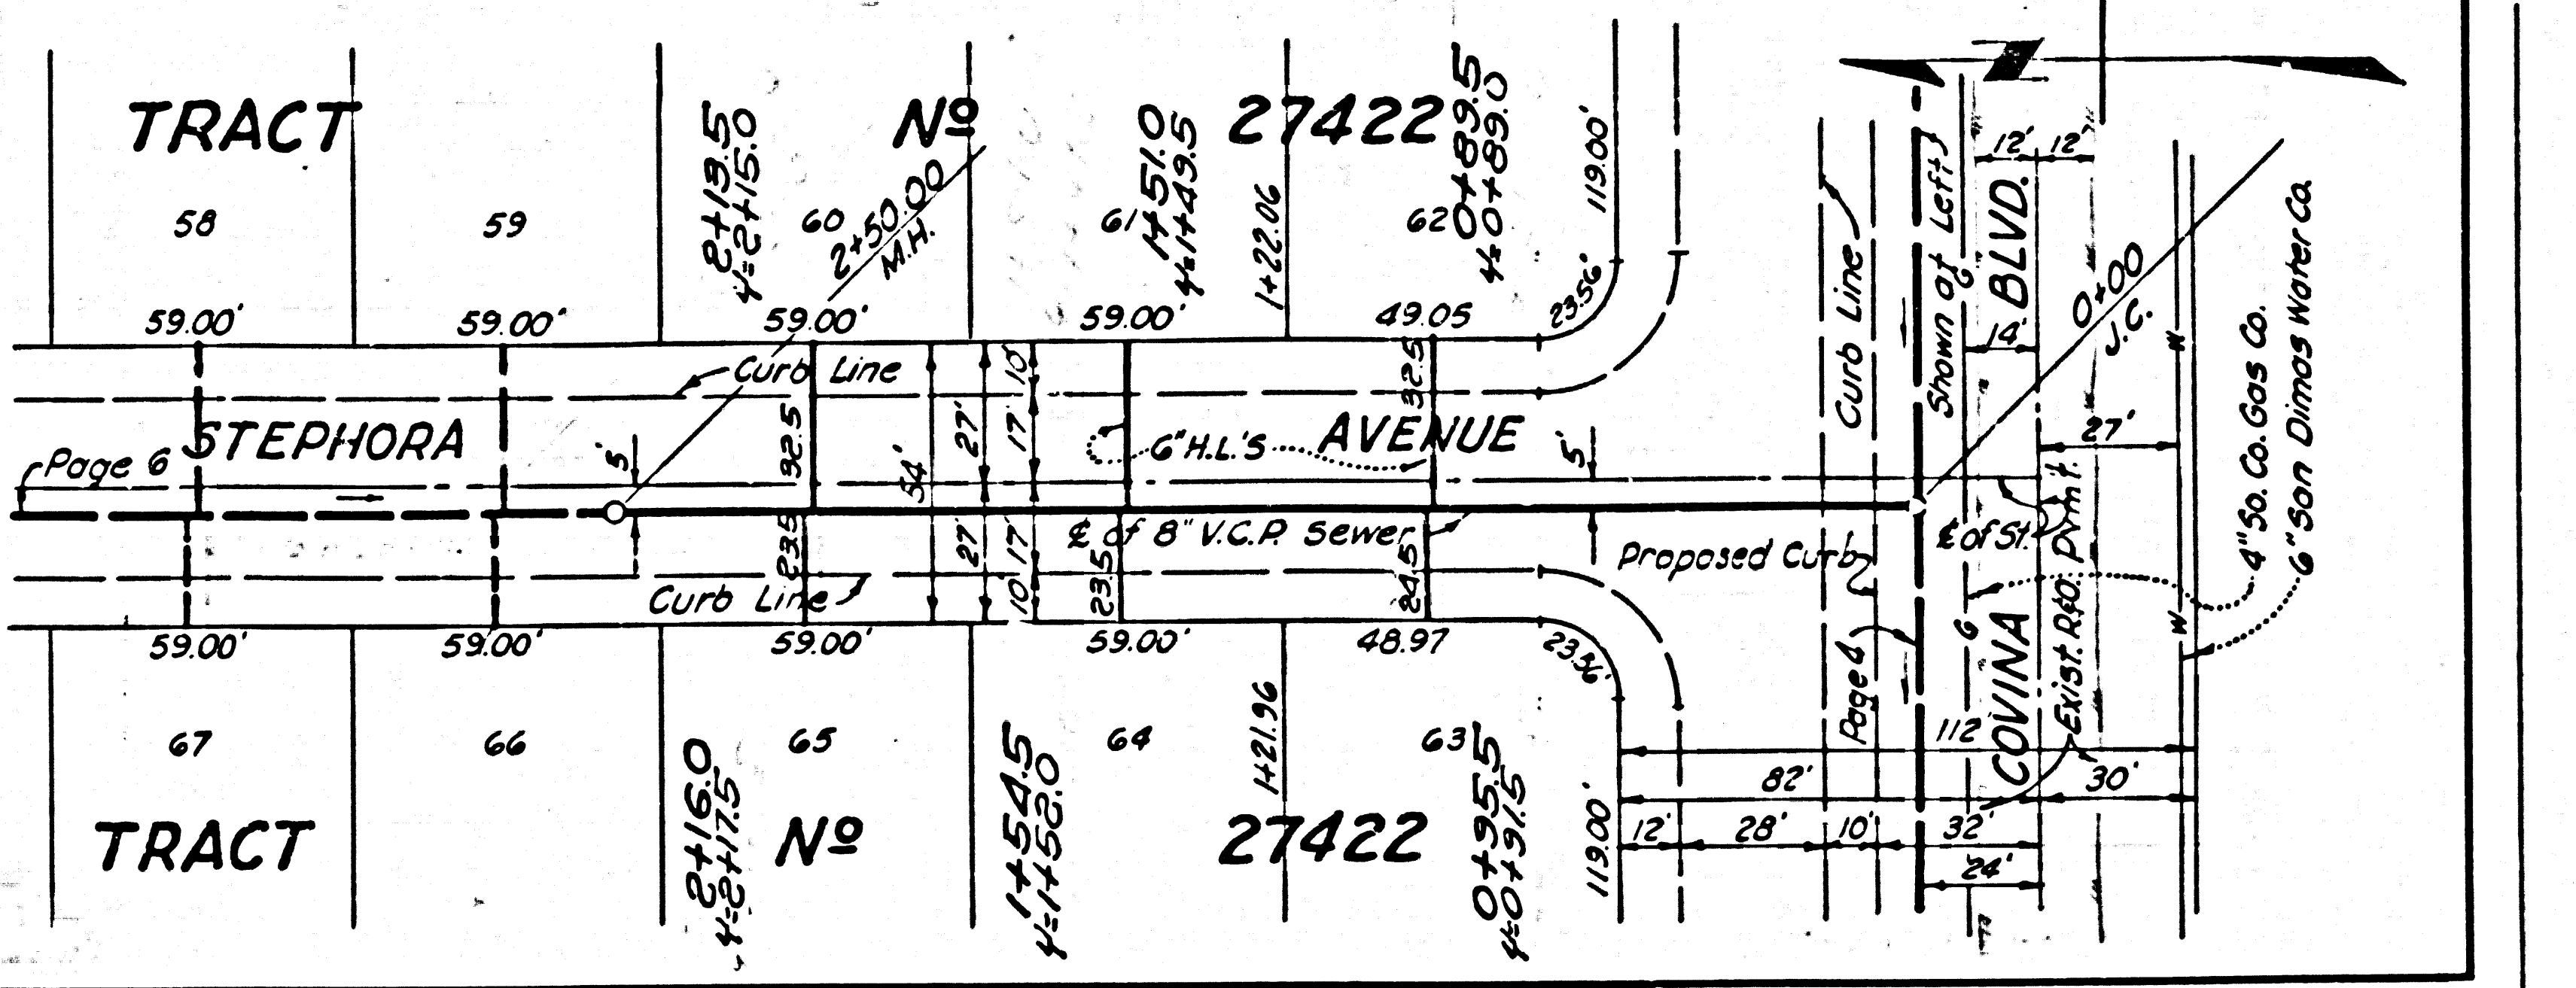 TRACT
Nº
27422
58
59
60
61
62
2+13.5
Y=2+15.0
2+50.00
M.H.
1+51.0
Y=1+49.5
1+22.06
0+89.5
Y=0+89.0
119.00'
59.00'
59.00'
59.00'
59.00'
49.05
23.56'
Curb Line
32.5
54'
27'
10'
17'
32.5
STEPHORA
AVENUE
Page 6
5'
6" H.L.'S
5'
℄ of 8" V.C.P. Sewer
23.5
27'
17'
10'
23.5
24.5
Curb Line
59.00'
59.00'
59.00'
59.00'
48.97
23.56'
67
66
65
64
63
2+16.0
Y=2+17.5
1+54.5
Y=1+52.0
1+21.96
0+95.5
Y=0+91.5
119.00'
TRACT
Nº
27422
Curb Line
Shown at Left
G
12'
12'
BLVD.
14'
0+00
J.C.
27'
W
4" So. Co. Gas Co.
6" San Dimas Water Co.
Proposed Curb
℄ of St.
Exist. R&O. Pvmt.
COVINA
Page 4
G
W
112'
82'
30'
12'
28'
10'
32'
24'